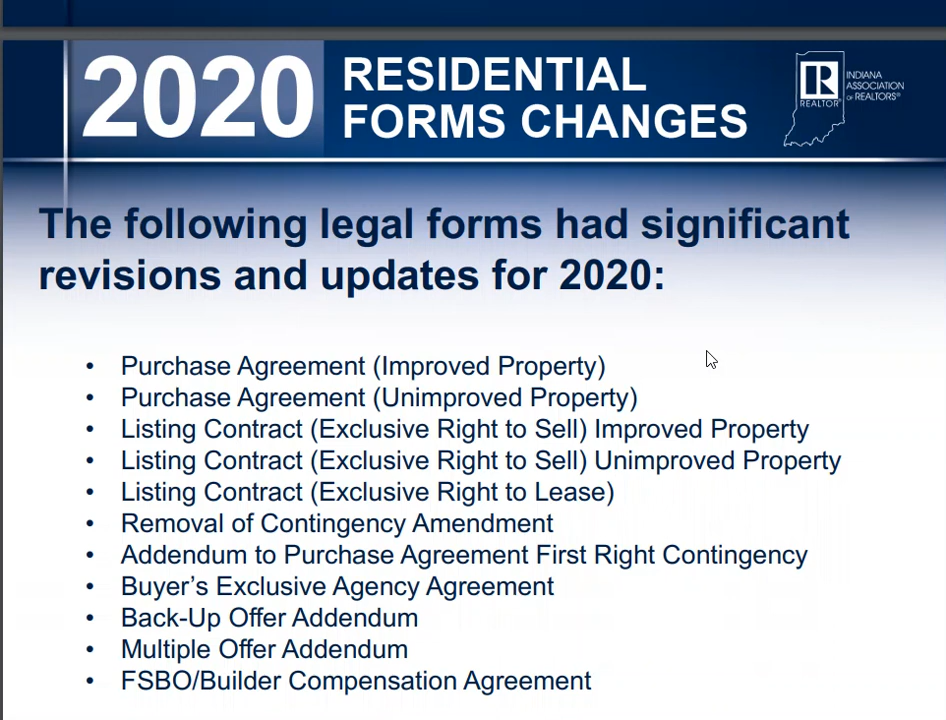 2020
RESIDENTIAL
FORMS CHANGES
REALTOR®
INDIANA
ASSOCIATION
OF REALTORS®
The following legal forms had significant
revisions and updates for 2020:
• Purchase Agreement (Improved Property)
• Purchase Agreement (Unimproved Property)
• Listing Contract (Exclusive Right to Sell) Improved Property
• Listing Contract (Exclusive Right to Sell) Unimproved Property
• Listing Contract (Exclusive Right to Lease)
• Removal of Contingency Amendment
• Addendum to Purchase Agreement First Right Contingency
• Buyer’s Exclusive Agency Agreement
• Back-Up Offer Addendum
• Multiple Offer Addendum
• FSBO/Builder Compensation Agreement